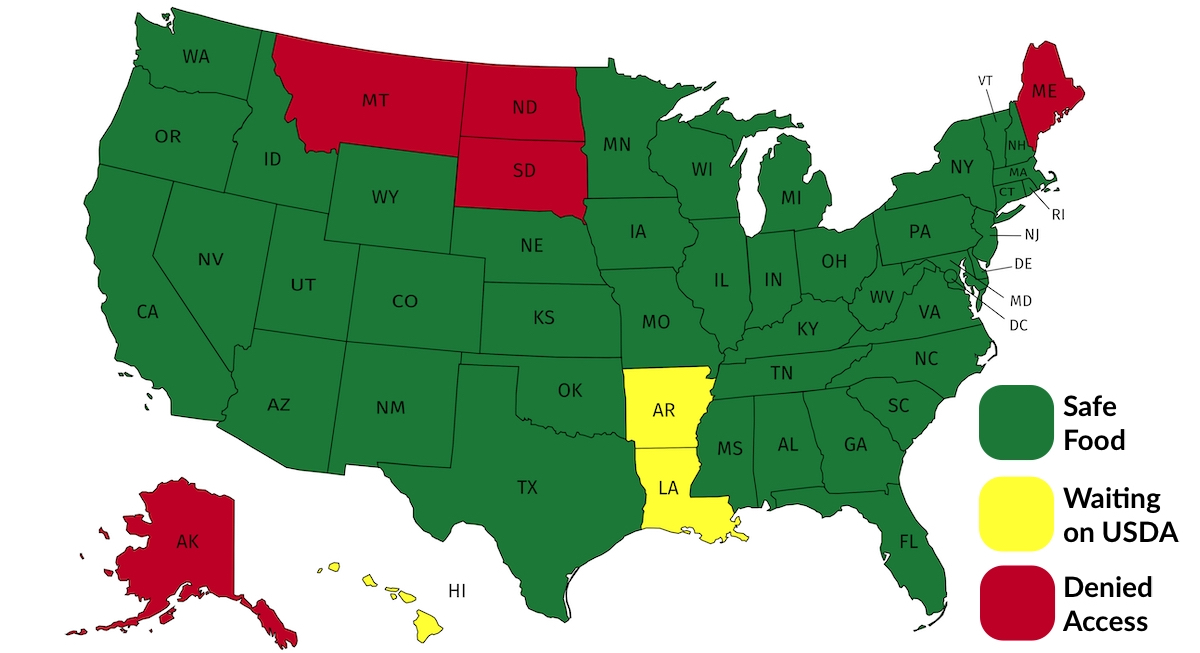 WA
MT
ND
MN
VT
ME
OR
ID
SD
WI
NH
NY
MA
WY
MI
CT
RI
IA
PA
NJ
NE
NV
OH
DE
UT
IL
IN
CO
WV
MD
CA
KS
MO
VA
KY
DC
NC
TN
OK
AZ
NM
AR
SC
MS
AL
GA
TX
LA
AK
FL
HI
Safe
Food
Waiting
on USDA
Denied
Access